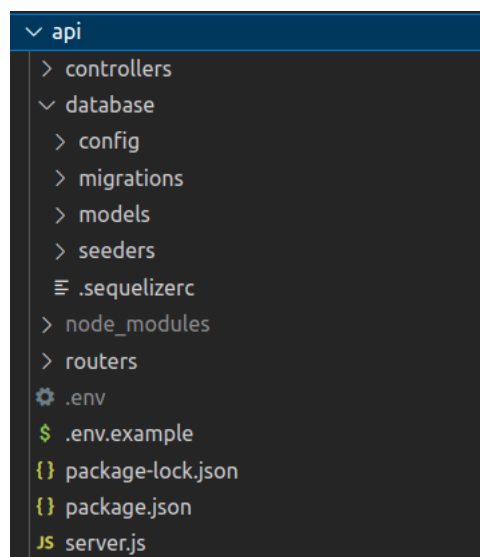 api
controllers
database
config
migrations
models
seeders
.sequelizerc
node_modules
routers
.env
$ .env.example
{} package-lock.json
{} package.json
JS server.js